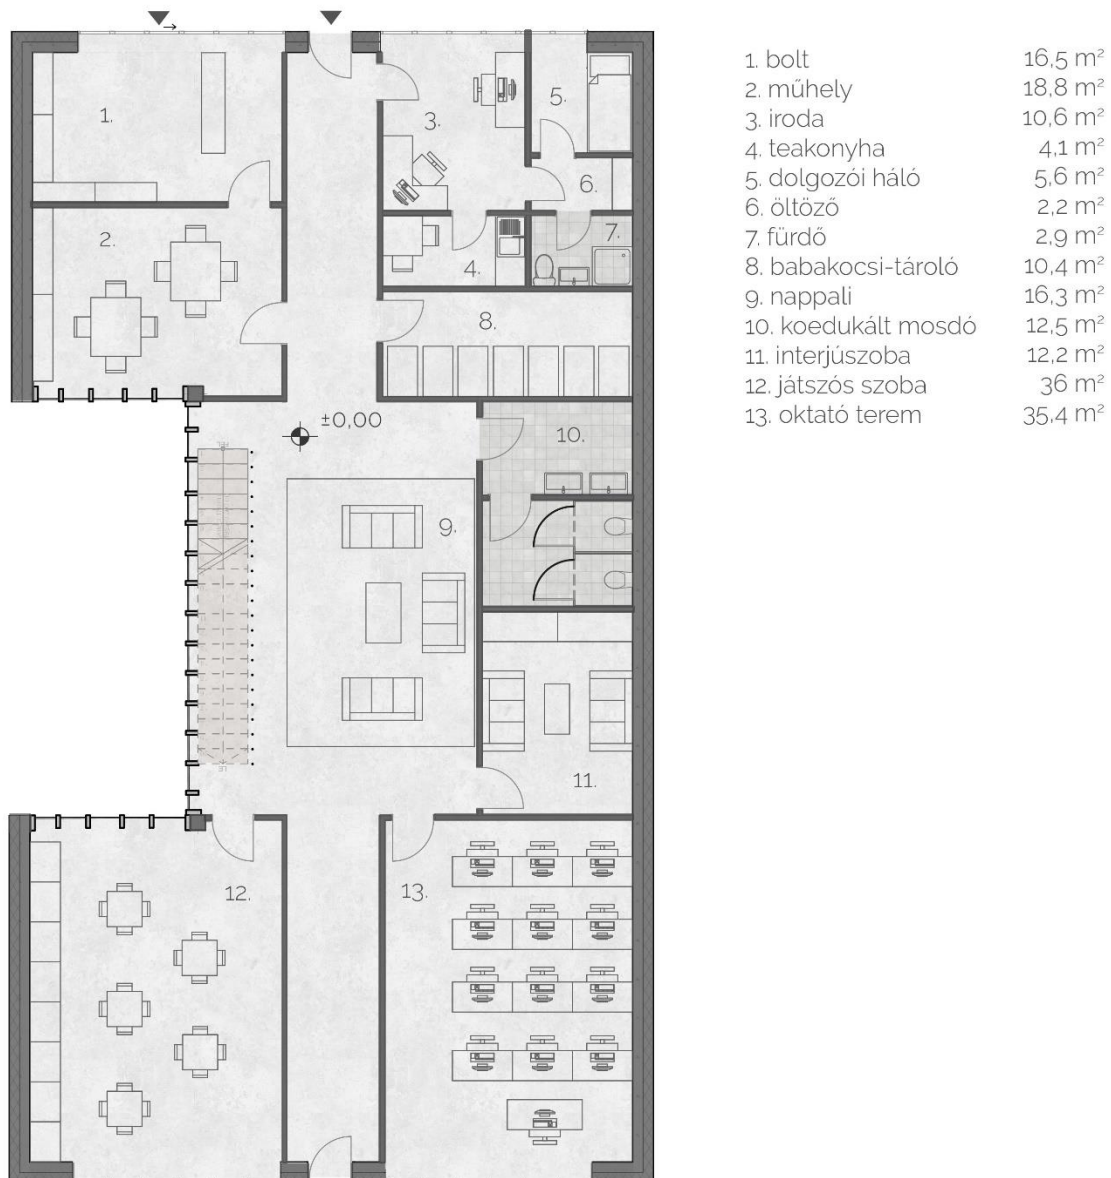 1. bolt 16,5 m²
2. műhely 18,8 m²
3. iroda 10,6 m²
4. teakonyha 4,1 m²
5. dolgozói háló 5,6 m²
6. öltöző 2,2 m²
7. fürdő 2,9 m²
8. babakocsi-tároló 10,4 m²
9. nappali 16,3 m²
10. koedukált mosdó 12,5 m²
11. interjúszoba 12,2 m²
12. játszós szoba 36 m²
13. oktató terem 35,4 m²
1.
3.
5.
6.
2.
7.
4.
8.
±0,00
10.
9.
11.
12.
13.